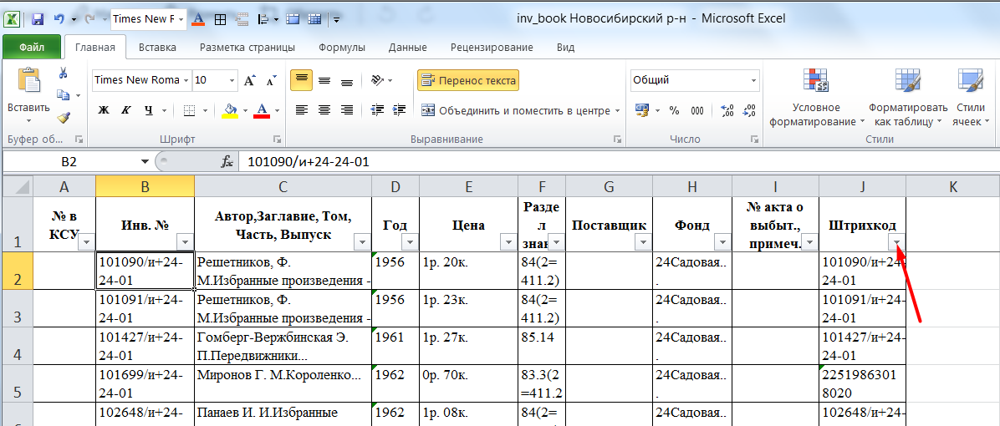 Times New R
inv_book Новосибирский р-н - Microsoft Excel
Файл Главная Вставка Разметка страницы Формулы Данные Рецензирование Вид
Вставить
Буфер об...
Times New Roma 10
Ж К Ч А
Шрифт
Перенос текста
Объединить и поместить в центре
Выравнивание
Общий
% 000
Число
Условное форматирование
Форматировать как таблицу
Стили ячеек
Стили
B2 fx 101090/и+24-24-01
A B C D E F G H I J K
1
№ в
КСУ
Инв. №
Автор,Заглавие, Том,
Часть, Выпуск
Год
Цена
Разде
л
знан
Поставщик
Фонд
№ акта о
выбыт.,
примеч.
Штрихкод
2
101090/и+24-
24-01
Решетников, Ф.
М.Избранные произведения -
1956
1р. 20к.
84(2=
411.2)
24Садовая..
.
101090/и+24-
24-01
3
101091/и+24-
24-01
Решетников, Ф.
М.Избранные произведения -
1956
1р. 23к.
84(2=
411.2)
24Садовая..
.
101091/и+24-
24-01
4
101427/и+24-
24-01
Гомберг-Вержбинская Э.
П.Передвижники...
1961
1р. 27к.
85.14
24Садовая..
.
101427/и+24-
24-01
5
101699/и+24-
24-01
Миронов Г. М.Короленко...
1962
0р. 70к.
83.3(2
=411.2
24Садовая..
.
2251986301
8020
102648/и+24-
Панаев И. И.Избранные
1962
1р. 08к.
84(2=
24Садовая..
102648/и+24-